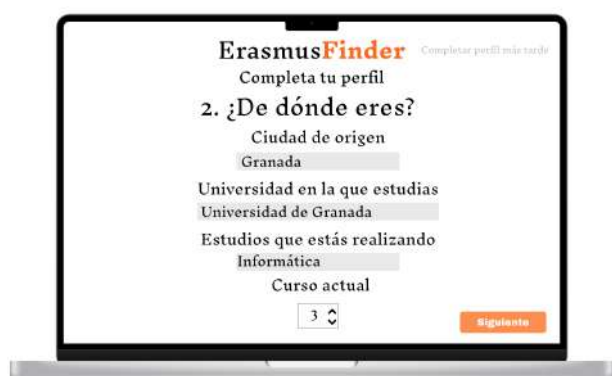 ErasmusFinder
Completar perfil más tarde
Completa tu perfil
2. ¿De dónde eres?
Ciudad de origen
Granada
Universidad en la que estudias
Universidad de Granada
Estudios que estás realizando
Informática
Curso actual
3
Siguiente